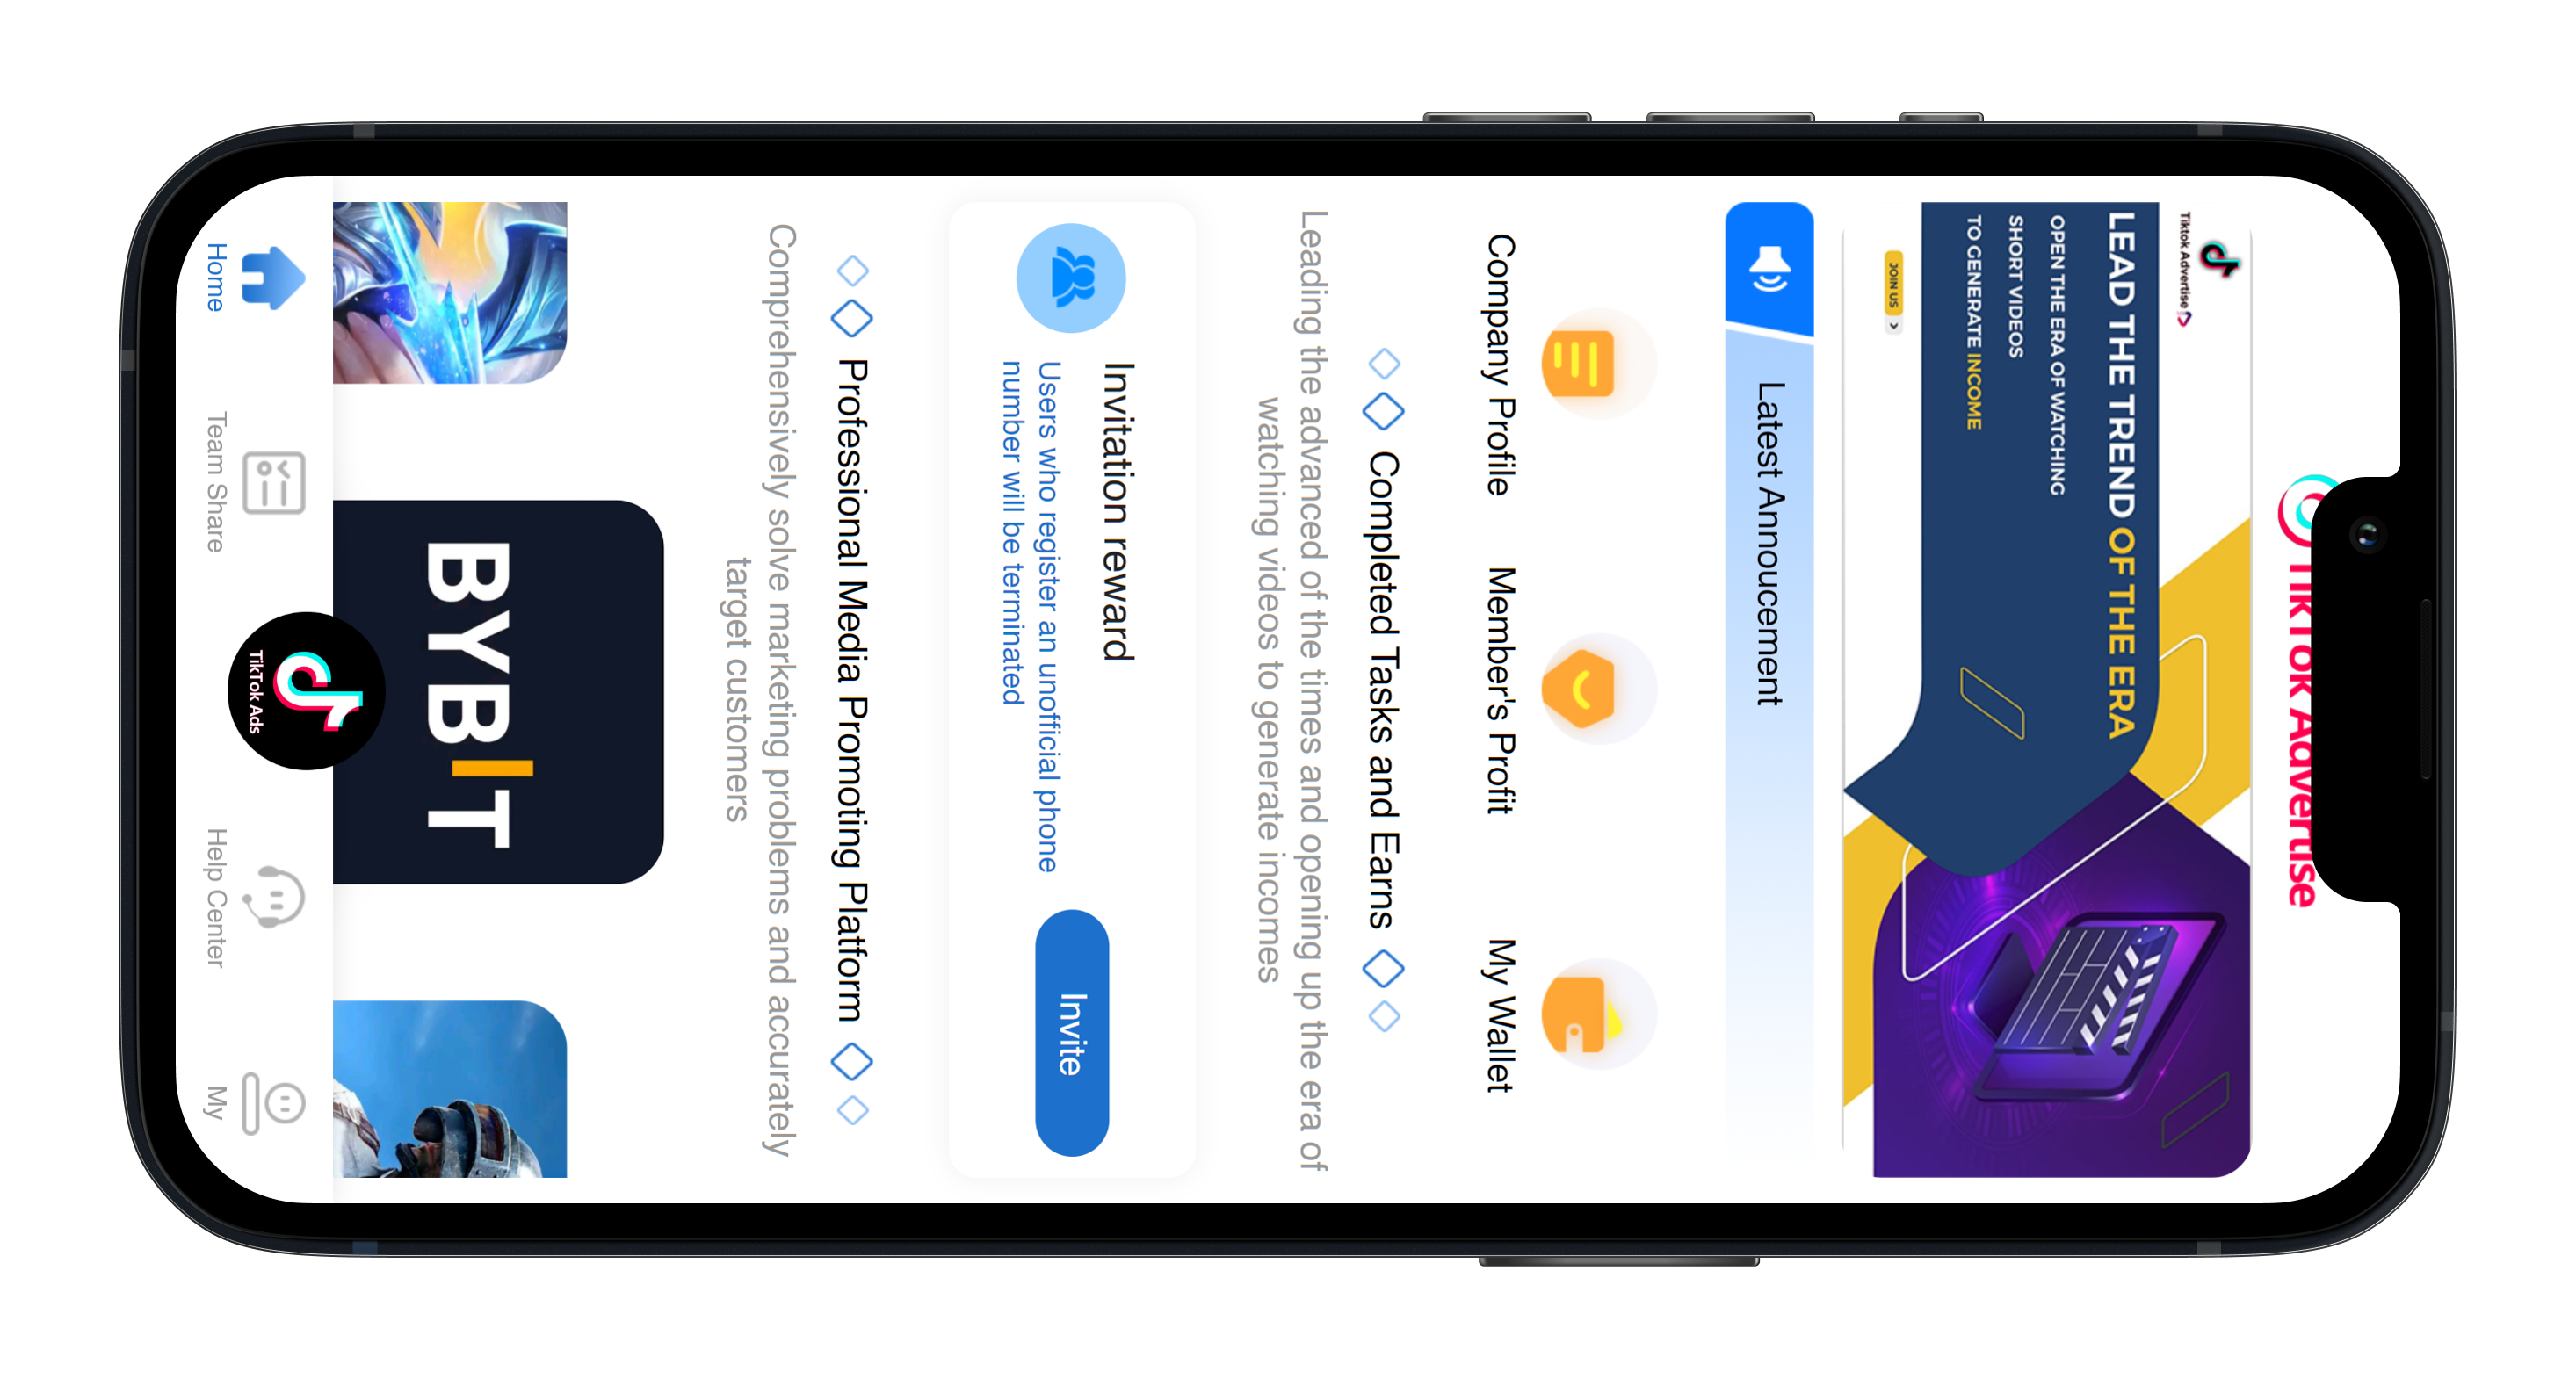 TikTok Advertise
Tiktok Advertise
LEAD THE TREND OF THE ERA
OPEN THE ERA OF WATCHING
SHORT VIDEOS
TO GENERATE INCOME
JOIN US >
Latest Annoucement
Company Profile
Member's Profit
My Wallet
Completed Tasks and Earns
Leading the advanced of the times and opening up the era of
watching videos to generate incomes
Invitation reward
Users who register an unofficial phone
number will be terminated
Invite
Professional Media Promoting Platform
Comprehensively solve marketing problems and accurately
target customers
BYBIT
TikTok Ads
Home
Team Share
Help Center
My